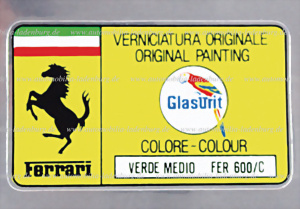 VERNICIATURA ORIGINALE
ORIGINAL PAINTING
GlasUrit
COLORE-COLOUR
Ferrari
VERDE MEDIO FER 600/C